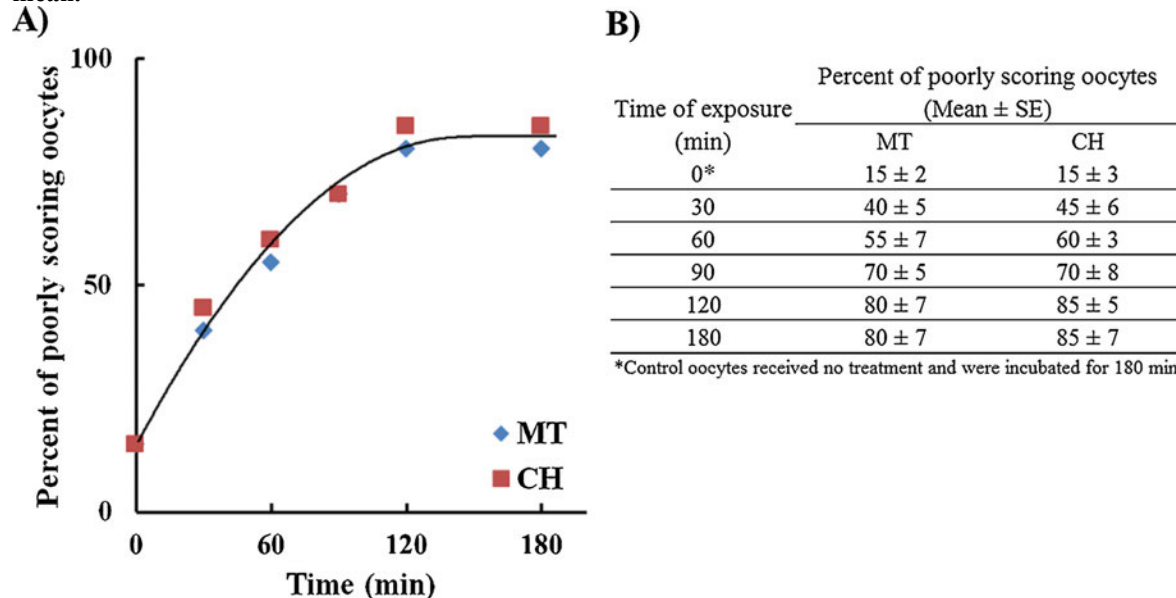 mean.
A)
100
50
0
Percent of poorly scoring oocytes
MT
CH
0 60 120 180
Time (min)
B)
Percent of poorly scoring oocytes
Time of exposure (Mean ± SE)
(min) MT CH
0* 15 ± 2 15 ± 3
30 40 ± 5 45 ± 6
60 55 ± 7 60 ± 3
90 70 ± 5 70 ± 8
120 80 ± 7 85 ± 5
180 80 ± 7 85 ± 7
*Control oocytes received no treatment and were incubated for 180 min